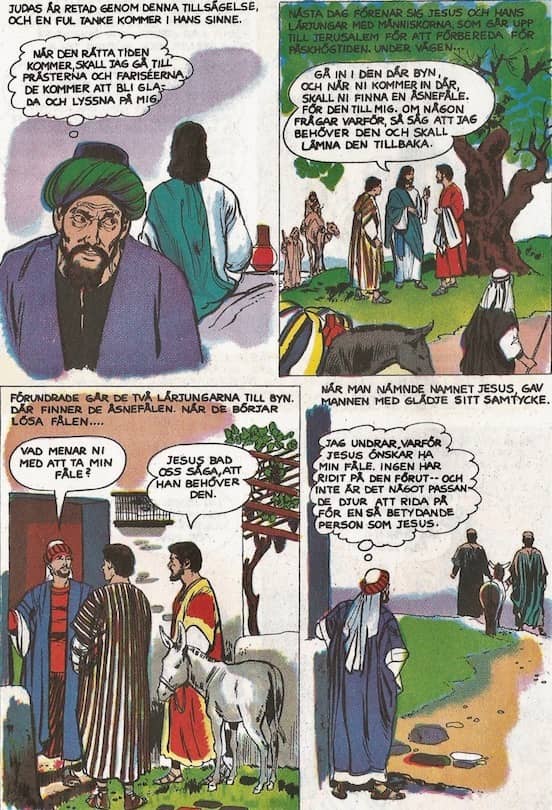 JUDAS ÄR RETAD GENOM DENNA TILLSÄGELSE,
OCH EN FUL TANKE KOMMER I HANS SINNE.
NÄR DEN RÄTTA TIDEN
KOMMER, SKALL JAG GÅ TILL
PRÄSTERNA OCH FARISÉERNA,
DE KOMMER ATT BLI GLA-
DA OCH LYSSNA PÅ MIG
NÄSTA DAG FÖRENAR SIG JESUS OCH HANS
LÄRJUNGAR MED MÄNNISKORNA, SOM GÅR UPP
TILL JERUSALEM FÖR ATT FÖRBEREDA FÖR
PÅSKHÖGTIDEN. UNDER VÄGEN...
GÅ IN I DEN DÄR BYN,
OCH NÄR NI KOMMER IN DÄR,
SKALL NI FINNA EN ÅSNEFÅLE.
FÖR DEN TILL MIG. OM NÅGON
FRÅGAR VARFÖR, SÅ SÄG ATT JAG
BEHÖVER DEN OCH SKALL
LÄMNA DEN TILLBAKA.
FÖRUNDRADE GÅR DE TVÅ LÄRJUNGARNA TILL BYN.
DÄR FINNER DE ÅSNEFÅLEN. NÄR DE BÖRJAR
LÖSA FÅLEN....
VAD MENAR NI
MED ATT TA MIN
FÅLE?
JESUS BAD
OSS SÄGA, ATT
HAN BEHÖVER
DEN.
NÄR MAN NÄMNDE NAMNET JESUS, GAV
MANNEN MED GLÄDJE SITT SAMTYCKE.
JAG UNDRAR, VARFÖR
JESUS ÖNSKAR HA
MIN FÅLE. INGEN HAR
RIDIT PÅ DEN FÖRUT-- OCH
INTE ÄR DET NÅGOT PASSAN-
DE DJUR ATT RIDA PÅ
FÖR EN SÅ BETYDANDE
PERSON SOM JESUS.